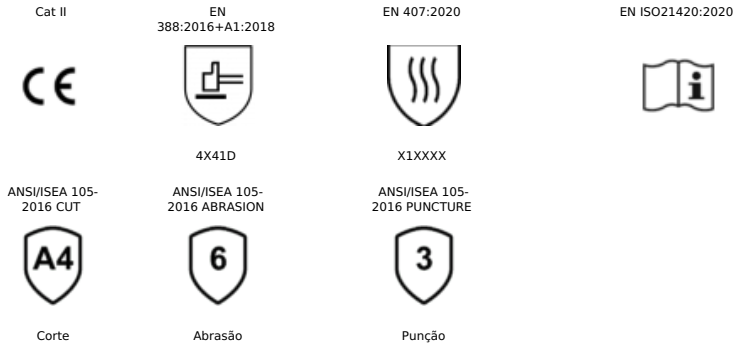 Cat II
EN
388:2016+A1:2018
EN 407:2020
EN ISO21420:2020
CE
i
4X41D
X1XXXX
ANSI/ISEA 105-
2016 CUT
ANSI/ISEA 105-
2016 ABRASION
ANSI/ISEA 105-
2016 PUNCTURE
A4
6
3
Corte
Abrasão
Punção